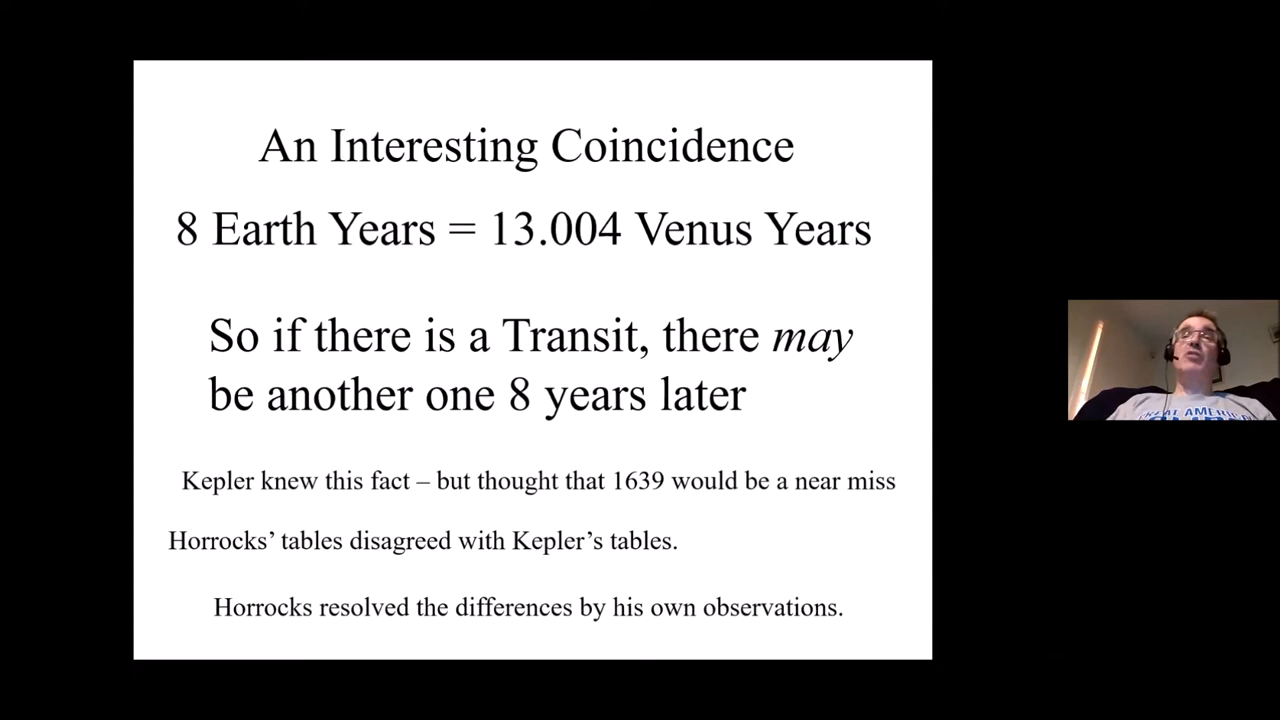 An Interesting Coincidence
8 Earth Years = 13.004 Venus Years
So if there is a Transit, there may
be another one 8 years later
Kepler knew this fact – but thought that 1639 would be a near miss
Horrocks’ tables disagreed with Kepler’s tables.
Horrocks resolved the differences by his own observations.
GREAT AMERIC